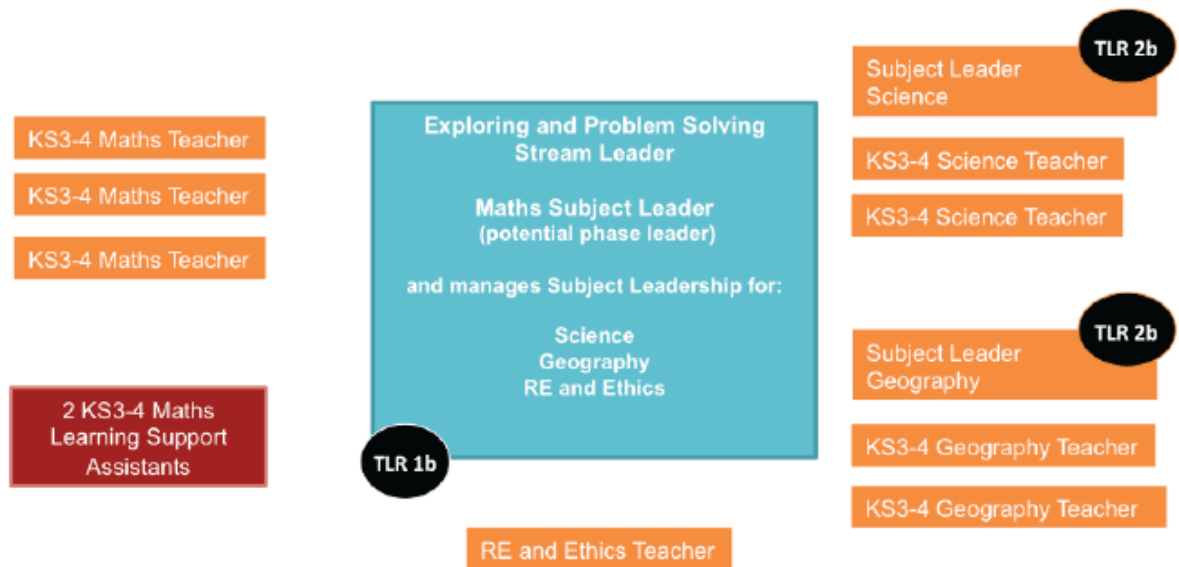 KS3-4 Maths Teacher
KS3-4 Maths Teacher
KS3-4 Maths Teacher
2 KS3-4 Maths
Learning Support
Assistants
Exploring and Problem Solving
Stream Leader
Maths Subject Leader
(potential phase leader)
and manages Subject Leadership for:
Science
Geography
RE and Ethics
TLR 1b
RE and Ethics Teacher
TLR 2b
Subject Leader
Science
KS3-4 Science Teacher
KS3-4 Science Teacher
TLR 2b
Subject Leader
Geography
KS3-4 Geography Teacher
KS3-4 Geography Teacher